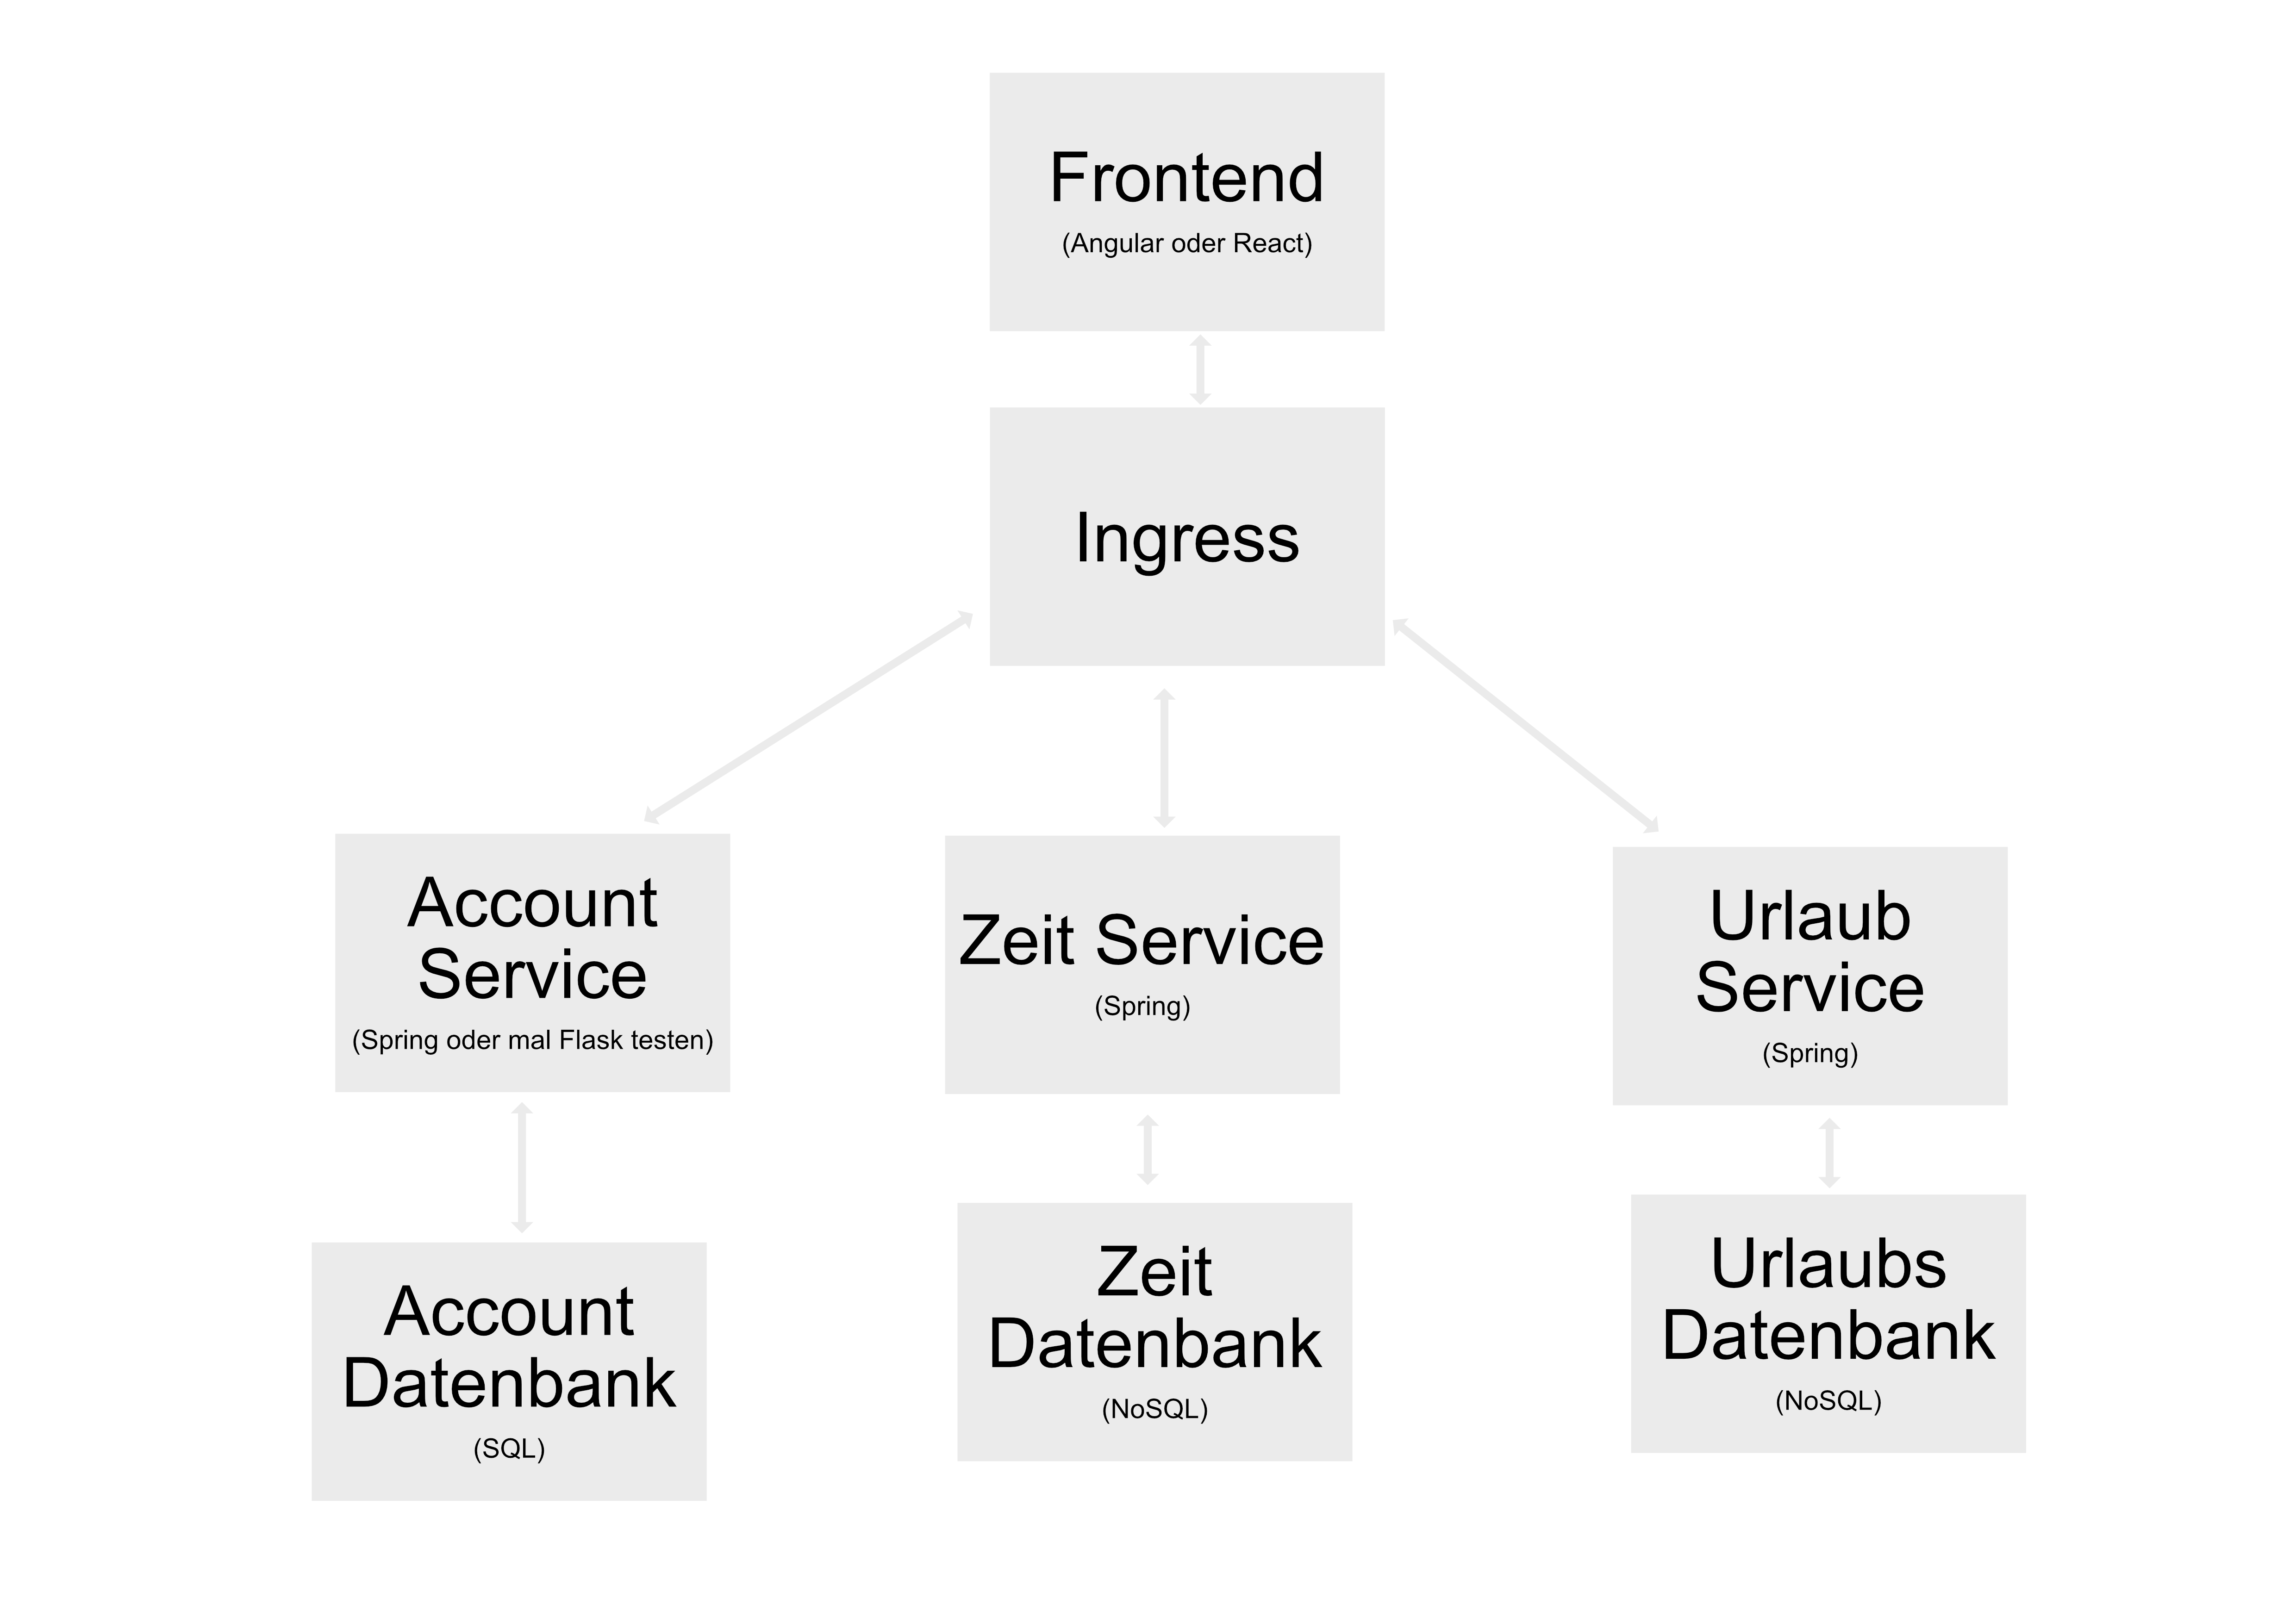 Frontend
(Angular oder React)
Ingress
Account
Service
(Spring oder mal Flask testen)
Zeit Service
(Spring)
Urlaub
Service
(Spring)
Account
Datenbank
(SQL)
Zeit
Datenbank
(NoSQL)
Urlaubs
Datenbank
(NoSQL)